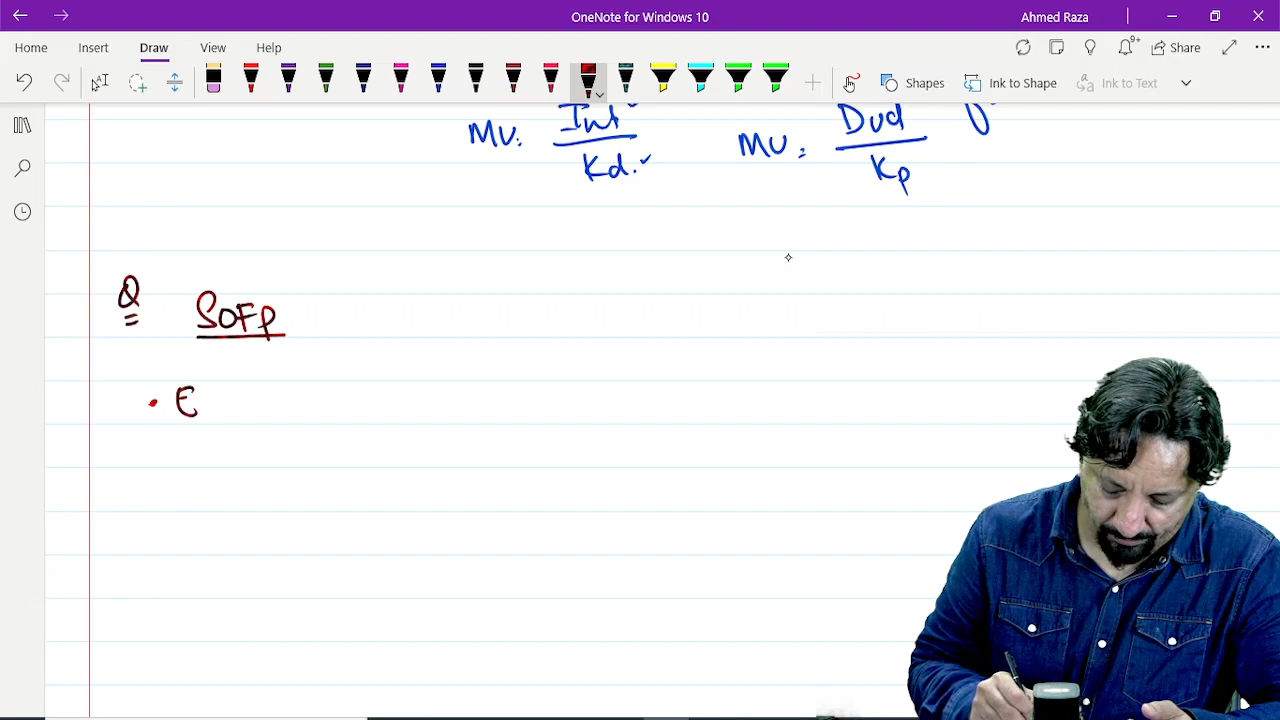 OneNote for Windows 10
Ahmed Raza
Home Insert Draw View Help
9+
Share
Shapes
Ink to Shape
Ink to Text
MV: Int / Kd.
MV = Dvd / Kp
Q
SOFP
• E